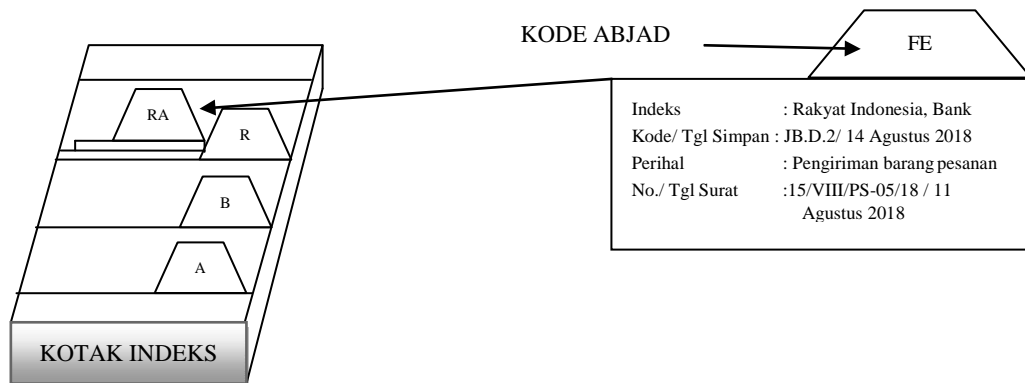 KODE ABJAD
FE
Indeks : Rakyat Indonesia, Bank
Kode/ Tgl Simpan : JB.D.2/ 14 Agustus 2018
Perihal : Pengiriman barang pesanan
No./ Tgl Surat :15/VIII/PS-05/18 / 11
Agustus 2018
RA
R
B
A
KOTAK INDEKS